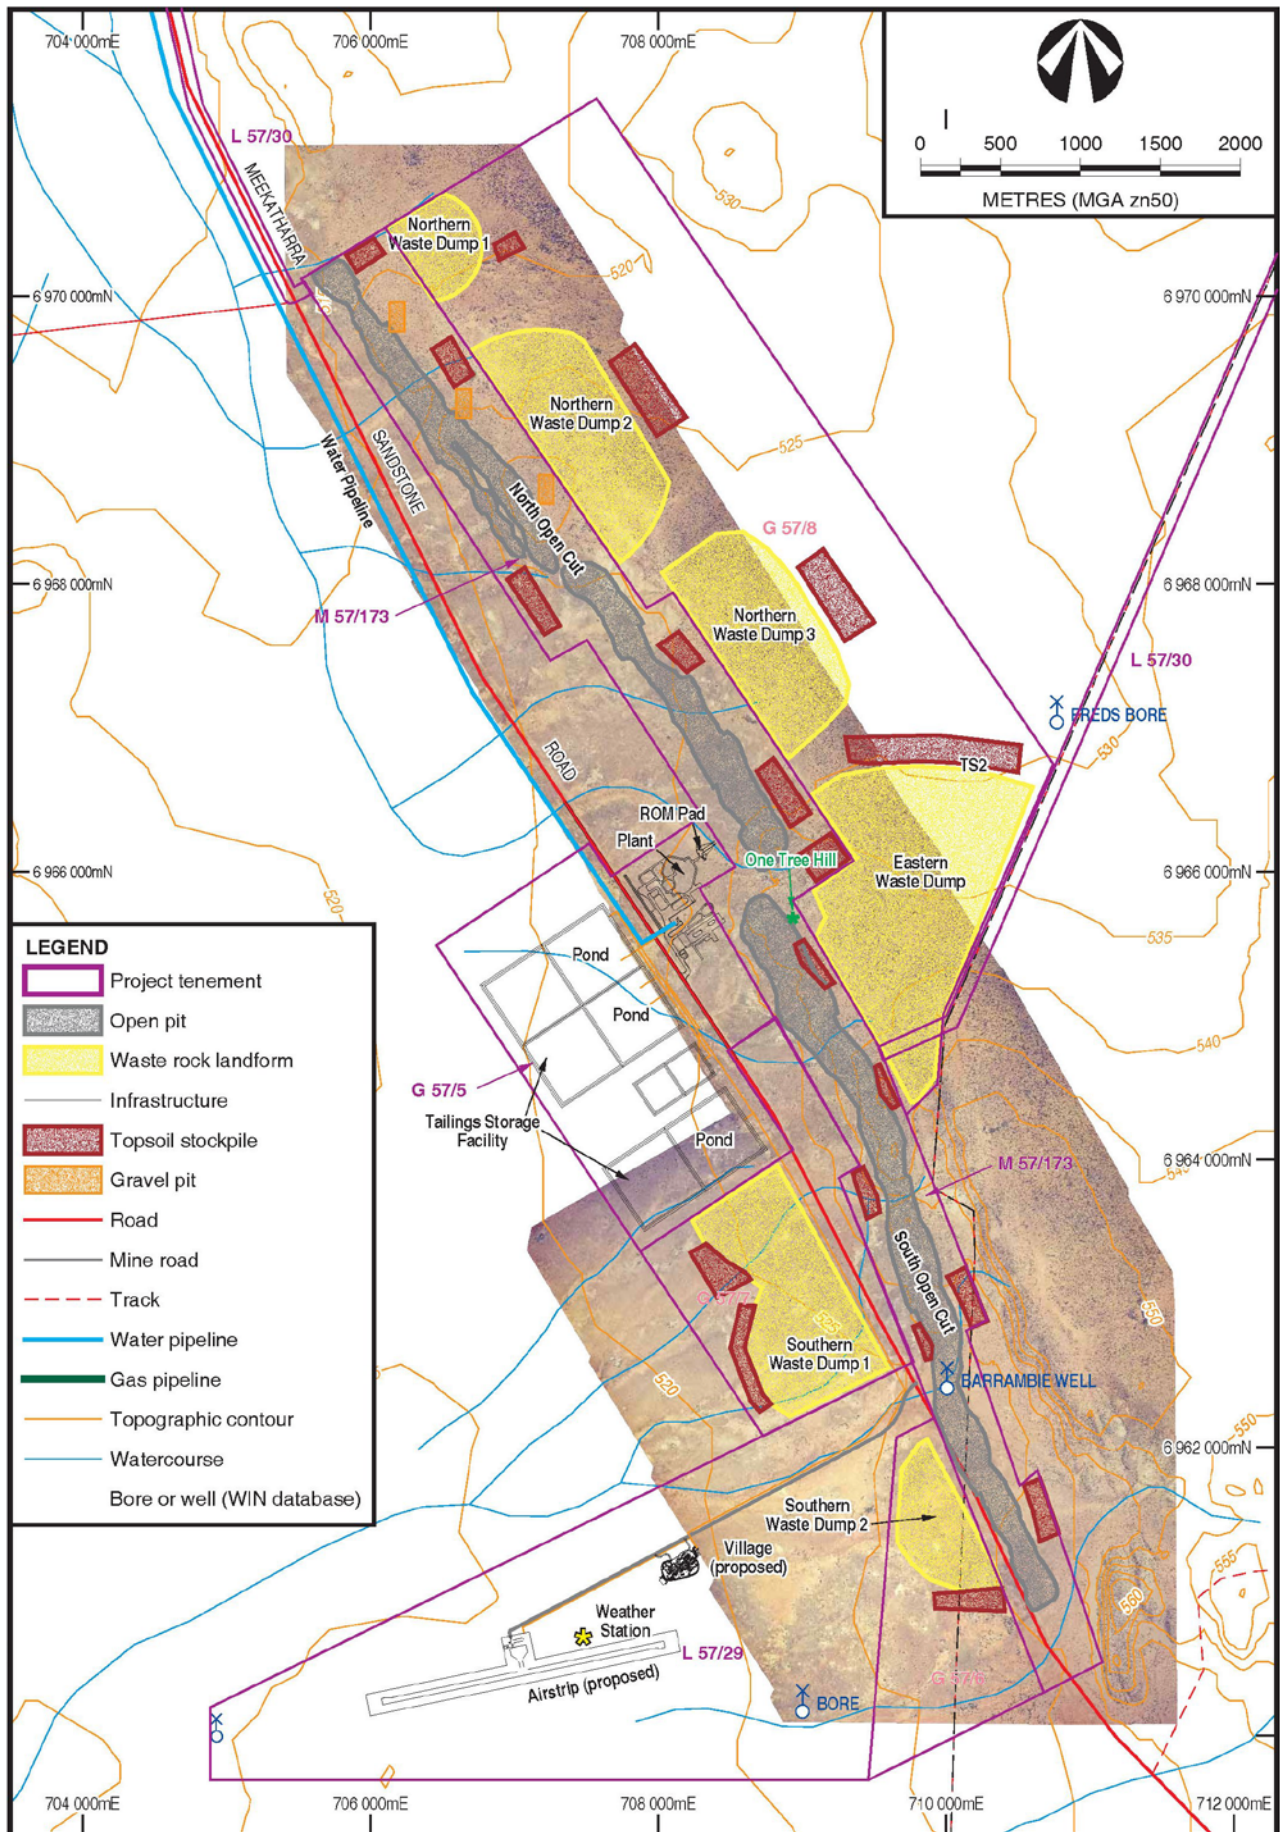 704 000mE
706 000mE
708 000mE
0
500
1000
1500
2000
METRES (MGA zn50)
L 57/30
MEEKATHARRA
530
Northern
Waste Dump 1
520
6 970 000mN
6 970 000mN
Northern
Waste Dump 2
525
SANDSTONE
Water Pipeline
North Open Cut
G 57/8
6 968 000mN
6 968 000mN
M 57/173
Northern
Waste Dump 3
L 57/30
FREDS BORE
530
ROAD
TS2
ROM Pad
Plant
One Tree Hill
Eastern
Waste Dump
6 966 000mN
6 966 000mN
520
535
Pond
Pond
540
G 57/5
Tailings Storage
Facility
Pond
M 57/173
6 964 000mN
545
South Open Cut
G 57/7
525
550
Southern
Waste Dump 1
520
BARRAMBIE WELL
550
6 962 000mN
Southern
Waste Dump 2
Village
(proposed)
555
560
Weather
Station
L 57/29
Airstrip (proposed)
G 57/6
BORE
LEGEND
Project tenement
Open pit
Waste rock landform
Infrastructure
Topsoil stockpile
Gravel pit
Road
Mine road
Track
Water pipeline
Gas pipeline
Topographic contour
Watercourse
Bore or well (WIN database)
704 000mE
706 000mE
708 000mE
710 000mE
712 000mE